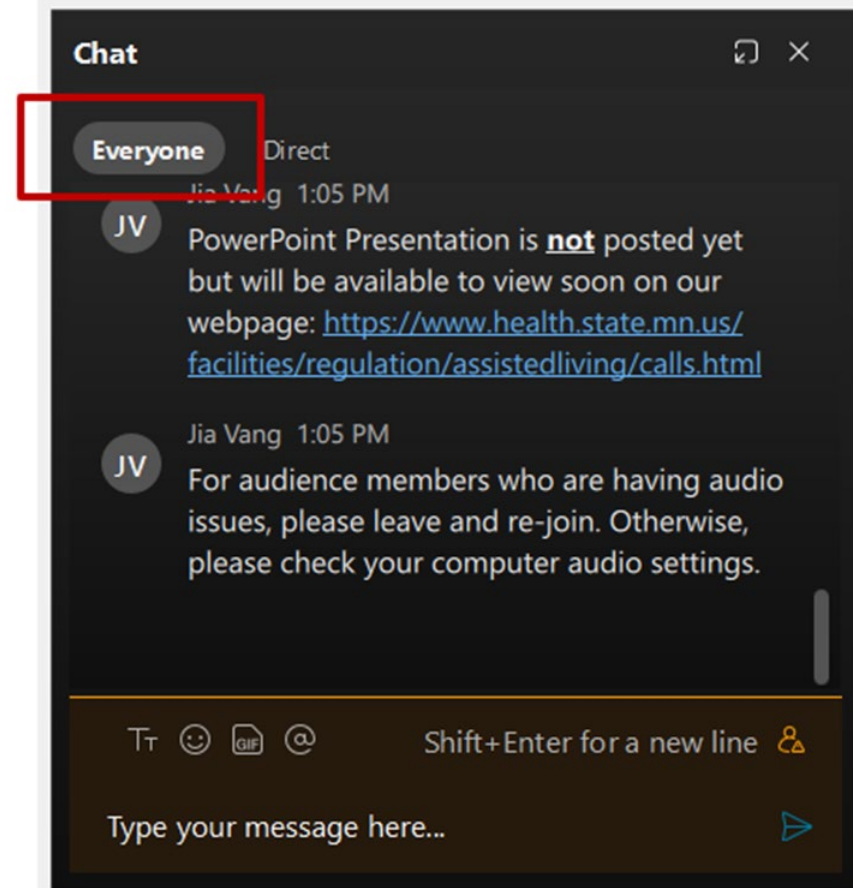 Chat
Everyone Direct
Jia Vang 1:05 PM
JV
PowerPoint Presentation is not posted yet
but will be available to view soon on our
webpage: https://www.health.state.mn.us/
facilities/regulation/assistedliving/calls.html
Jia Vang 1:05 PM
JV
For audience members who are having audio
issues, please leave and re-join. Otherwise,
please check your computer audio settings.
TT GIF @ Shift+Enter for a new line
Type your message here...